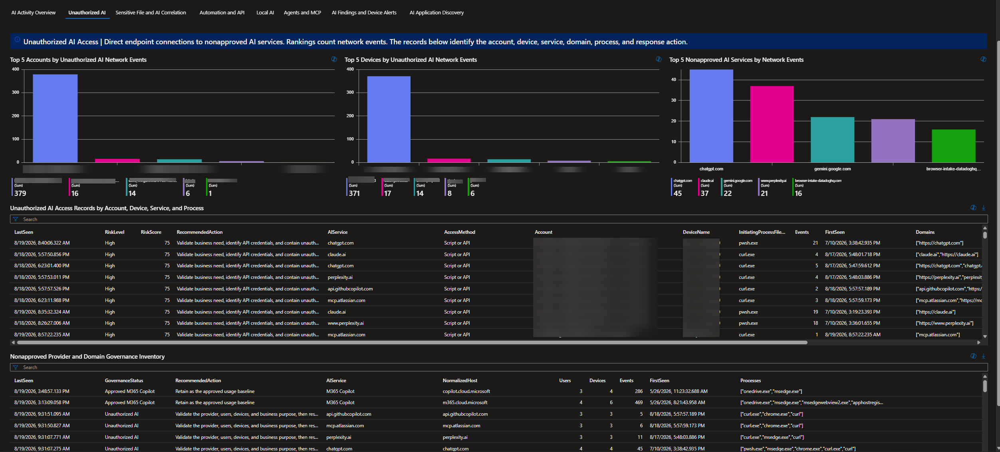 AI Activity Overview Unauthorized AI Sensitive File and AI Correlation Automation and API Local AI Agents and MCP AI Findings and Device Alerts AI Application Discovery
Unauthorized AI Access | Direct endpoint connections to nonapproved AI services. Rankings count network events. The records below identify the account, device, service, domain, process, and response action.
Top 5 Accounts by Unauthorized AI Network Events
400
300
200
100
0
(Sum) (Sum) (Sum) (Sum) (Sum)
379 16 14 6 1
Top 5 Devices by Unauthorized AI Network Events
400
300
200
100
0
(Sum) (Sum) (Sum) (Sum) (Sum)
371 17 14 8 6
Top 5 Nonapproved AI Services by Network Events
40
30
20
10
0
chatgpt.com gemini.google.com browser-intake-datadoghq...
chatgpt.com claude.ai gemini.google.com www.perplexity.ai browser-intake-datadoghq.com
(Sum) (Sum) (Sum) (Sum) (Sum)
45 37 22 21 16
Unauthorized AI Access Records by Account, Device, Service, and Process
Search
LastSeen RiskLevel RiskScore RecommendedAction AIService AccessMethod Account DeviceName InitiatingProcessFile... Events FirstSeen Domains
8/19/2026, 8:40:06.322 AM High 75 Validate business need, identify API credentials, and contain unauth... chatgpt.com Script or API pwsh.exe 21 7/10/2026, 3:38:42.935 PM ["https://chatgpt.com"]
8/18/2026, 5:57:50.856 PM High 75 Validate business need, identify API credentials, and contain unauth... claude.ai Script or API curl.exe 4 8/17/2026, 5:48:01.718 PM ["claude.ai","https://claude.ai"]
8/18/2026, 6:23:01.400 PM High 75 Validate business need, identify API credentials, and contain unauth... chatgpt.com Script or API curl.exe 5 8/17/2026, 5:47:59.612 PM ["https://chatgpt.com","chatgpt.
8/18/2026, 5:57:53.011 PM High 75 Validate business need, identify API credentials, and contain unauth... perplexity.ai Script or API curl.exe 4 8/17/2026, 5:48:03.886 PM ["https://perplexity.ai","perplexit
8/18/2026, 5:57:57.526 PM High 75 Validate business need, identify API credentials, and contain unauth... api.githubcopilot.com Script or API curl.exe 2 8/18/2026, 5:57:57.189 PM ["api.githubcopilot.com","https:/
8/18/2026, 6:23:11.988 PM High 75 Validate business need, identify API credentials, and contain unauth... mcp.atlassian.com Script or API curl.exe 3 8/18/2026, 5:57:59.173 PM ["mcp.atlassian.com","https://mc
8/19/2026, 8:35:32.324 AM High 75 Validate business need, identify API credentials, and contain unauth... claude.ai Script or API pwsh.exe 19 7/10/2026, 3:19:23.393 PM ["https://claude.ai"]
8/18/2026, 8:26:27.006 AM High 75 Validate business need, identify API credentials, and contain unauth... www.perplexity.ai Script or API pwsh.exe 18 7/10/2026, 3:36:01.655 PM ["https://www.perplexity.ai"]
8/19/2026, 8:57:22.235 AM High 75 Validate business need, identify API credentials, and contain unauth... mcp.atlassian.com Script or API curl.exe 1 8/19/2026, 8:57:22.235 AM ["mcp.atlassian.com"]
Nonapproved Provider and Domain Governance Inventory
Search
LastSeen GovernanceStatus RecommendedAction AIService NormalizedHost Users Devices Events FirstSeen Processes
8/19/2026, 3:48:57.133 PM Approved M365 Copilot Retain as the approved usage baseline M365 Copilot copilot.cloud.microsoft 3 4 286 5/26/2026, 11:23:32.688 AM ["onedrive.exe","msedge.exe"]
8/19/2026, 3:13:09.058 PM Approved M365 Copilot Retain as the approved usage baseline M365 Copilot m365.cloud.microsoft 4 6 469 5/26/2026, 8:21:43.958 AM ["onedrive.exe","msedge.exe","msedgewebview2.exe","apphostregis...
8/19/2026, 9:31:51.095 AM Unauthorized AI Validate the provider, users, devices, and business purpose, then res... api.githubcopilot.com api.githubcopilot.com 3 3 5 8/18/2026, 5:57:57.189 PM ["curl.exe","chrome.exe","curl"]
8/19/2026, 9:31:50.827 AM Unauthorized AI Validate the provider, users, devices, and business purpose, then res... mcp.atlassian.com mcp.atlassian.com 3 3 6 8/18/2026, 5:57:59.173 PM ["curl.exe","chrome.exe","curl"]
8/19/2026, 9:31:07.771 AM Unauthorized AI Validate the provider, users, devices, and business purpose, then res... perplexity.ai perplexity.ai 3 3 11 8/17/2026, 5:48:03.886 PM ["curl.exe","msedge.exe","curl"]
8/19/2026, 9:31:07.275 AM Unauthorized AI Validate the provider, users, devices, and business purpose, then res... chatgpt.com chatgpt.com 4 4 45 7/10/2026, 3:38:42.935 PM ["pwsh.exe","msedge.exe","chrome.exe","curl.exe","curl"]